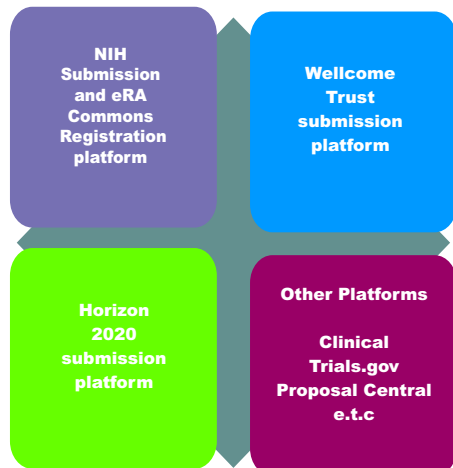 NIH
Submission
and eRA
Commons
Registration
platform
Wellcome
Trust
submission
platform
Horizon
2020
submission
platform
Other Platforms
Clinical
Trials.gov
Proposal Central
e.t.c